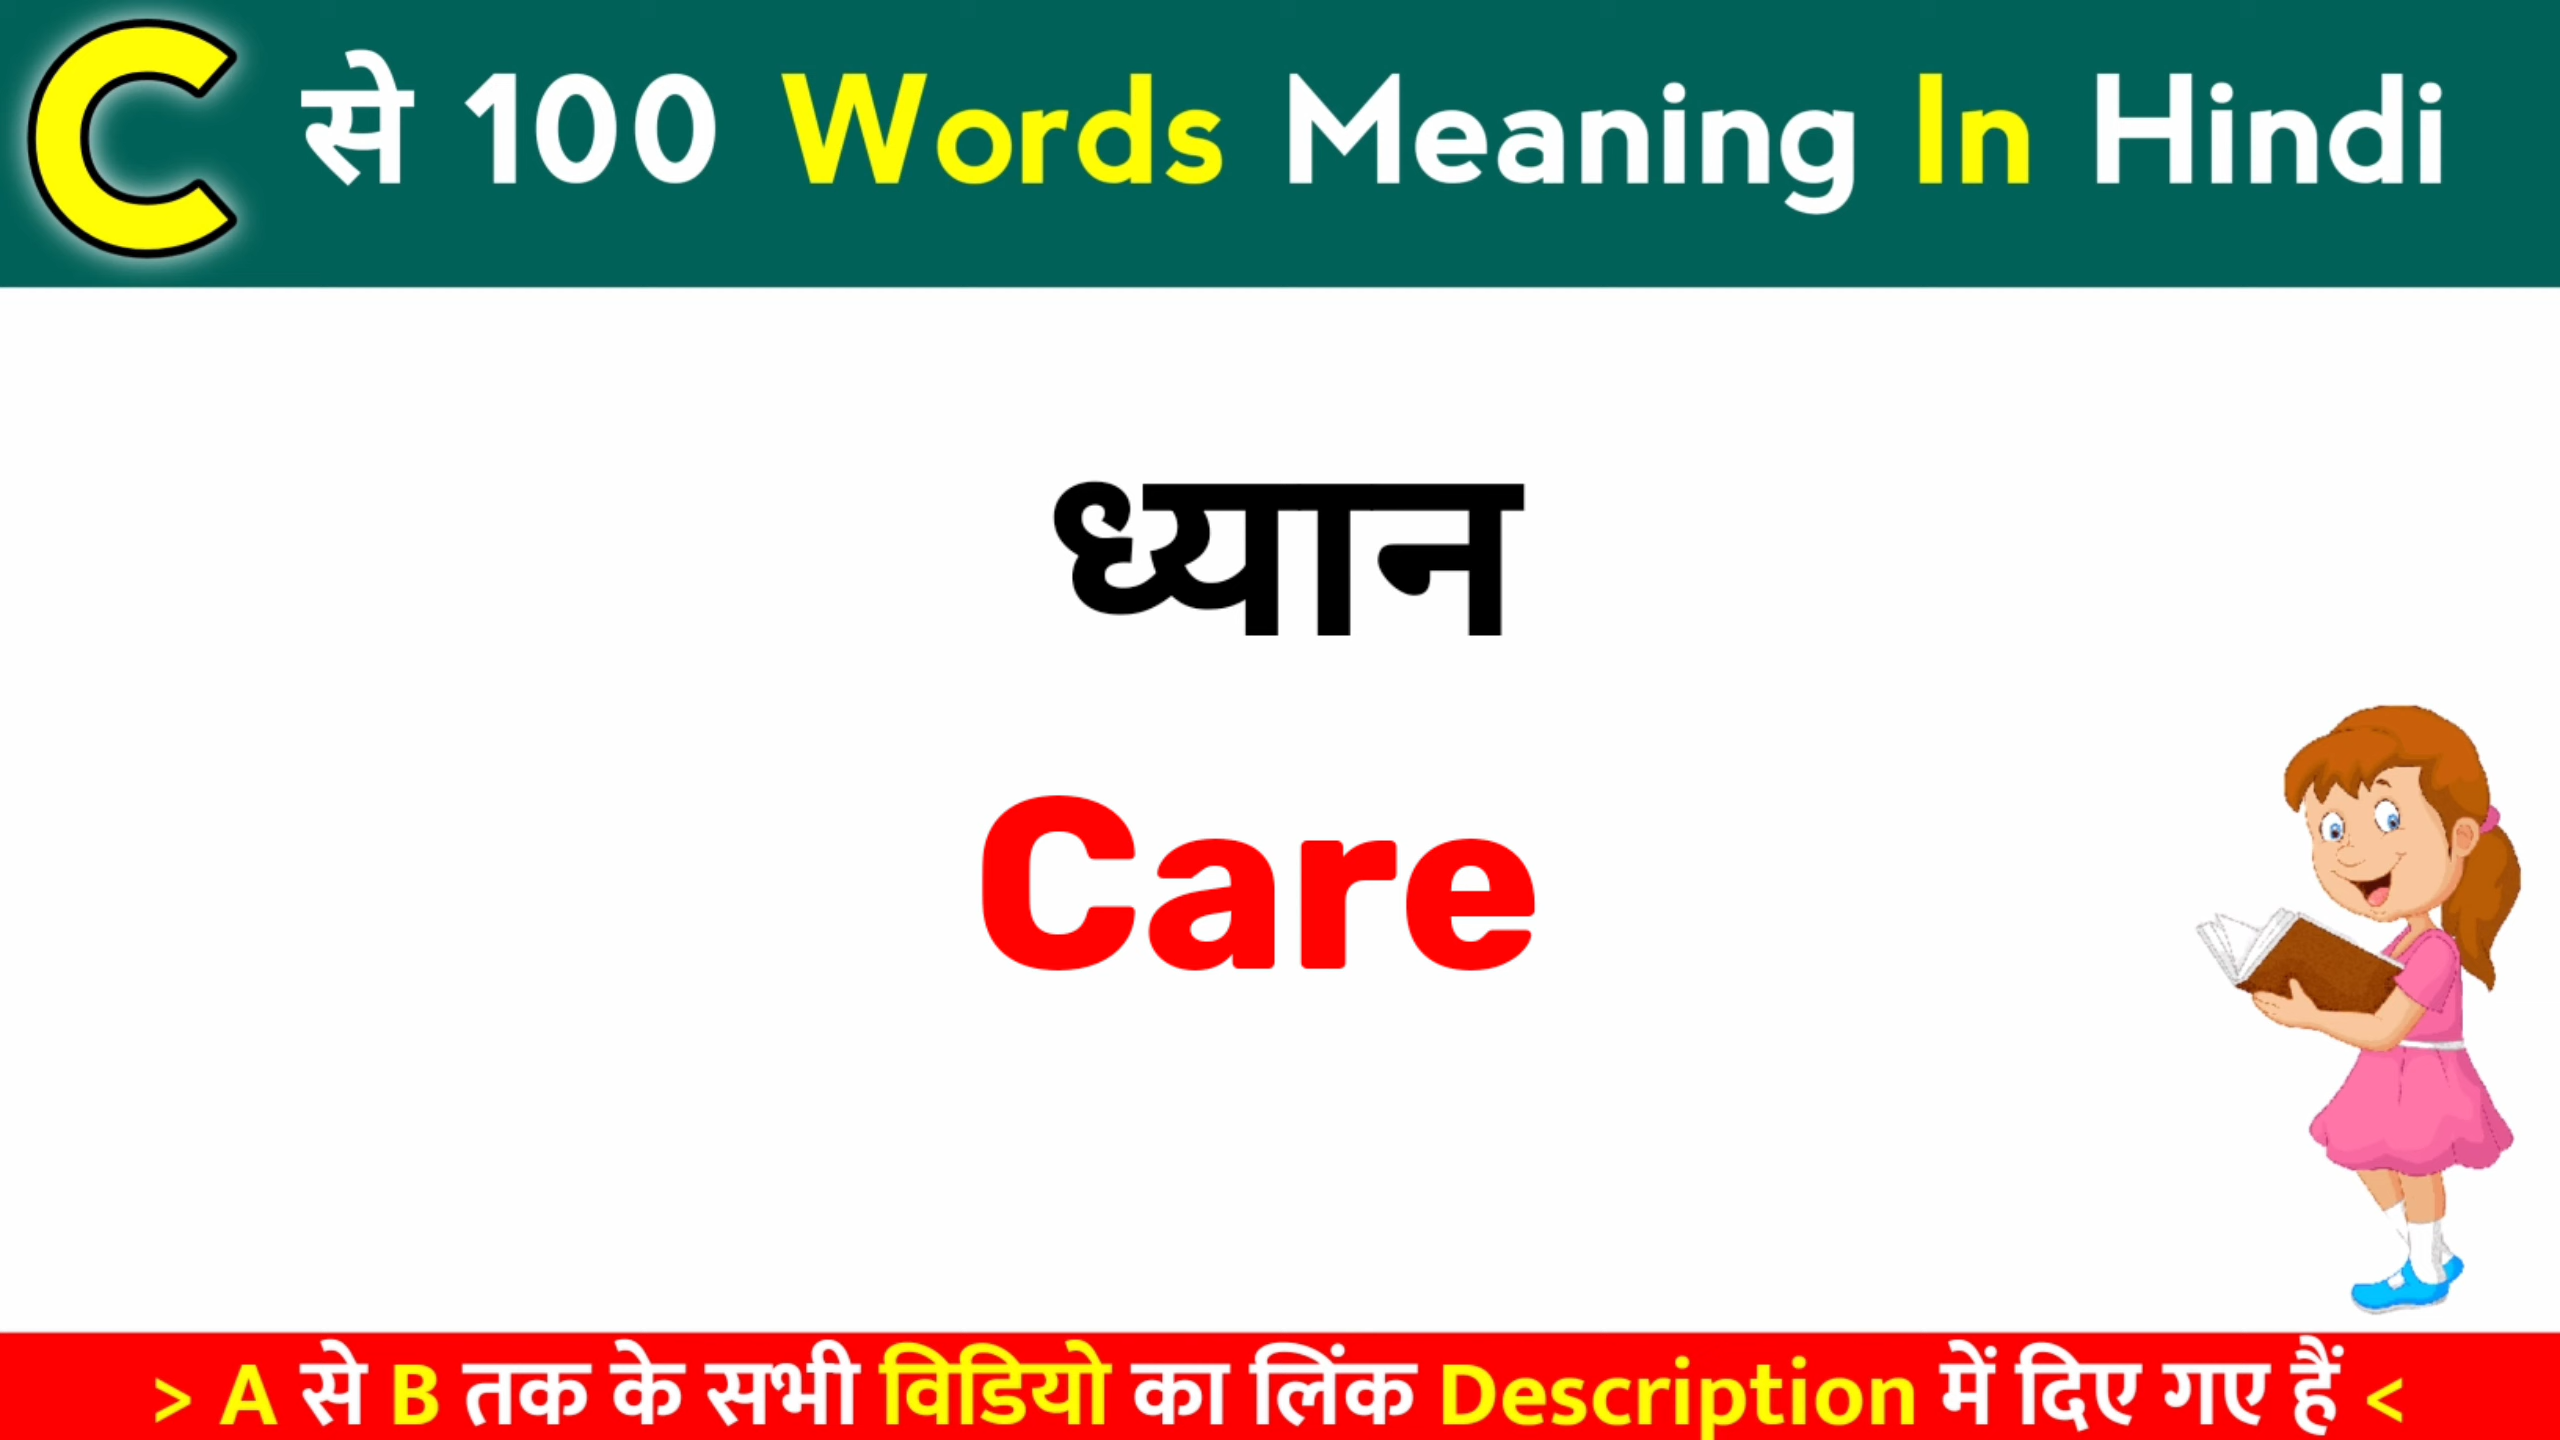 C से 100 Words Meaning In Hindi
ध्यान
Care
> A से B तक के सभी विडियो का लिंक Description में दिए गए हैं <